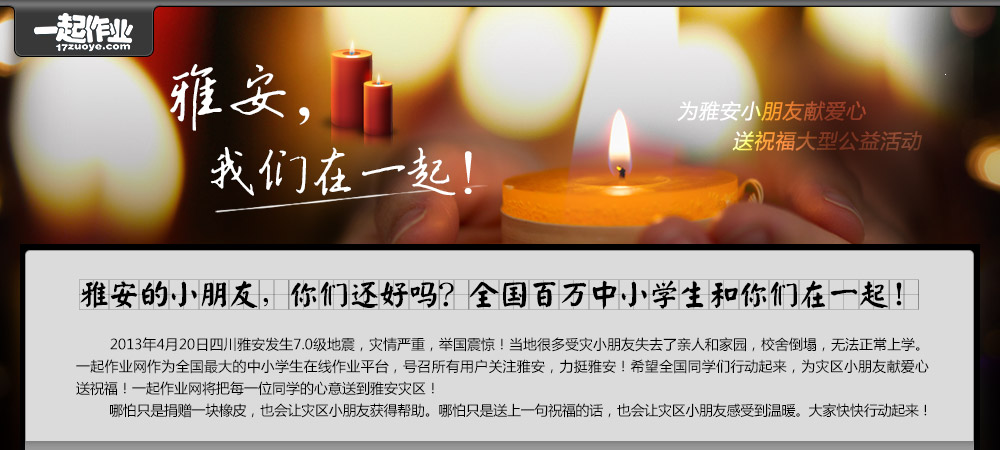 一起作业
17zuoye.com
雅安，
我们在一起！
为雅安小朋友献爱心
送祝福大型公益活动
雅安的小朋友，你们还好吗？全国百万中小学生和你们在一起！
2013年4月20日四川雅安发生7.0级地震，灾情严重，举国震惊！当地很多受灾小朋友失去了亲人和家园，校舍倒塌，无法正常上学。
一起作业网作为全国最大的中小学生在线作业平台，号召所有用户关注雅安，力挺雅安！希望全国同学们行动起来，为灾区小朋友献爱心
送祝福！一起作业网将把每一位同学的心意送到雅安灾区！
哪怕只是捐赠一块橡皮，也会让灾区小朋友获得帮助。哪怕只是送上一句祝福的话，也会让灾区小朋友感受到温暖。大家快快行动起来！